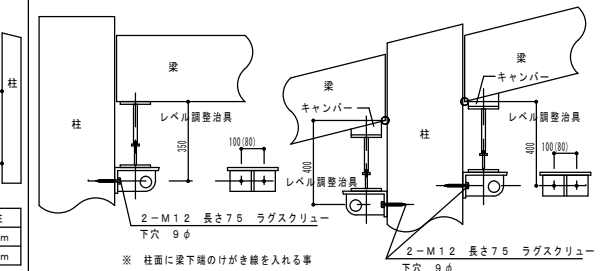 柱
梁
柱
レベル調整治具
350
100(80)
2－M12 長さ75 ラグスクリュー
下穴 9φ
※ 柱面に梁下端のけがき線を入れる事
梁
キャンバー
400
レベル調整治具
柱
梁
キャンバー
レベル調整治具
400
100(80)
2－M12 長さ75 ラグスクリュー
下穴 9φ
m
m